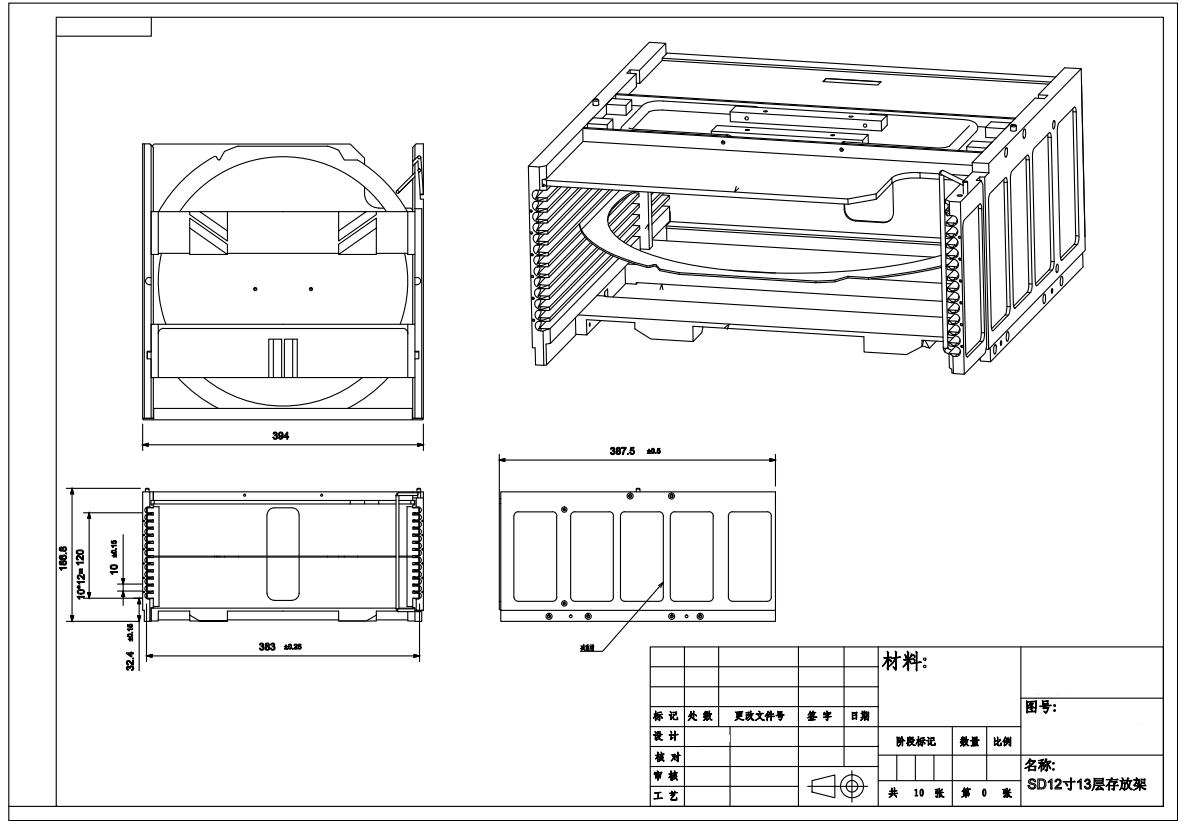 394
387.5 ±0.5
186.8
10*12= 120
10 ±0.15
32.4 ±0.15
383 ±0.25
材料:
图号:
标 记 处 数 更改文件号 签 字 日期
设 计
核 对
审 核
工 艺
阶段标记 数量 比例
共 10 张 第 0 张
名称:
SD12寸13层存放架